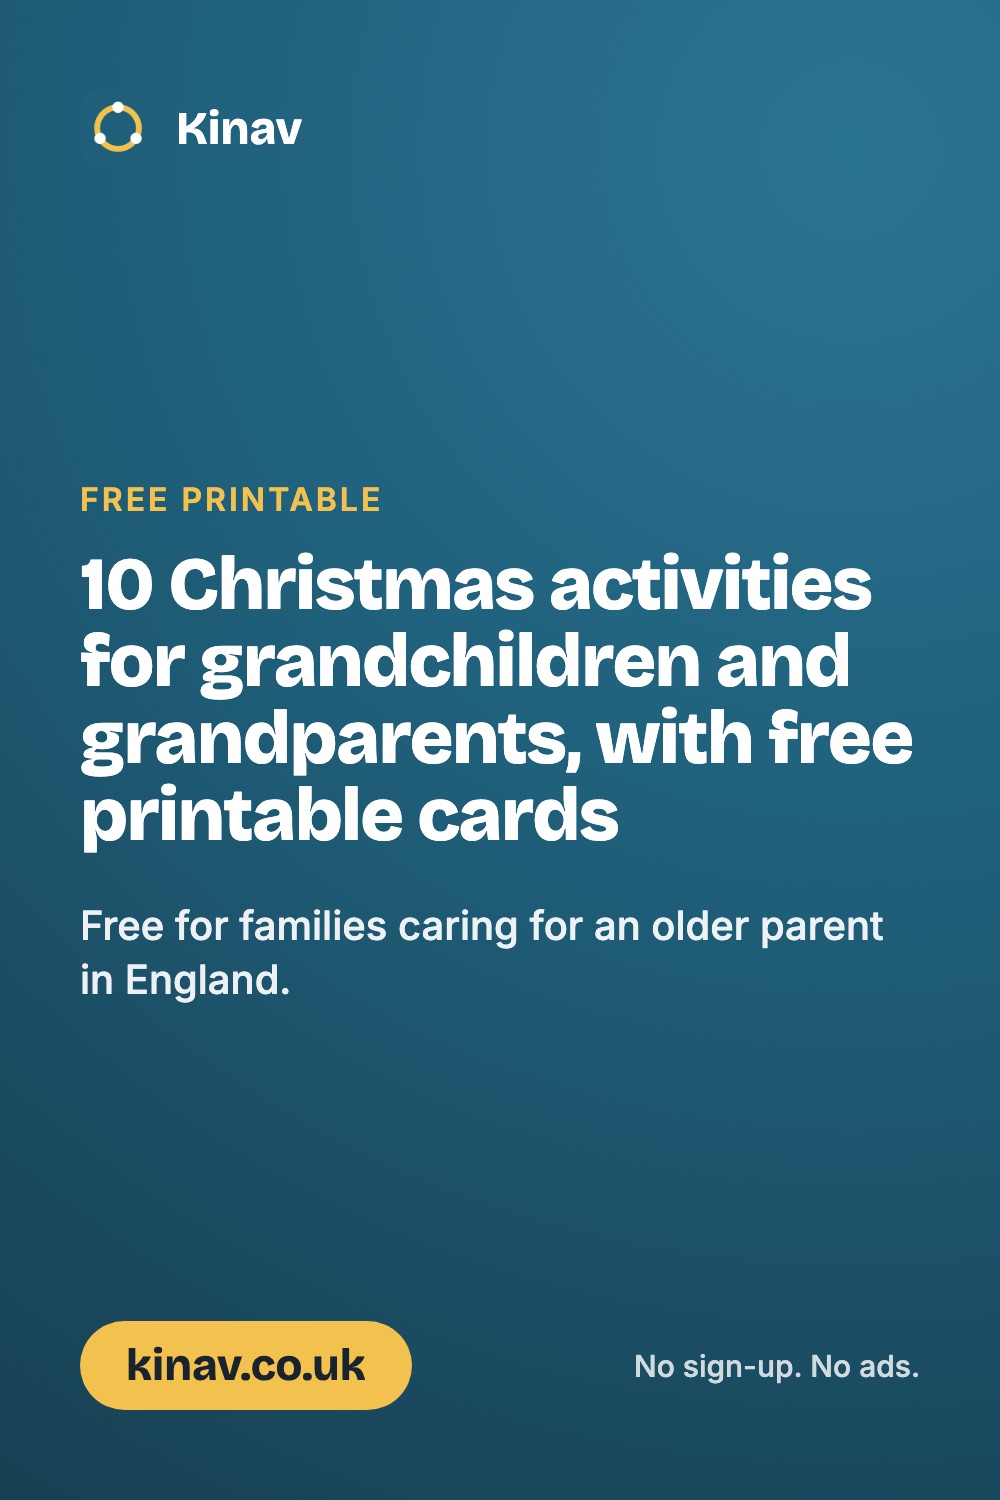 Kinav
FREE PRINTABLE
10 Christmas activities
for grandchildren and
grandparents, with free
printable cards
Free for families caring for an older parent
in England.
kinav.co.uk
No sign-up. No ads.